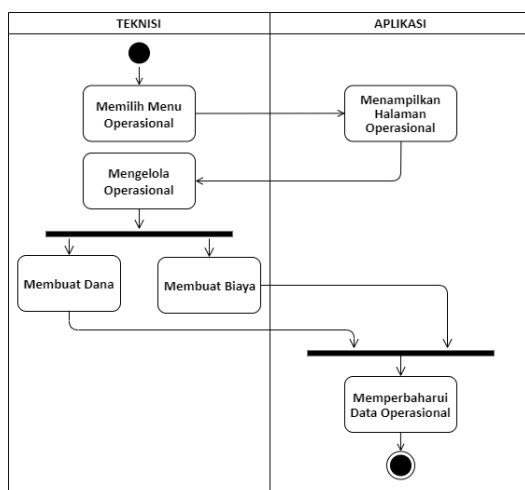 TEKNISI
APLIKASI
Memilih Menu
Operasional
Menampilkan
Halaman
Operasional
Mengelola
Operasional
Membuat Dana
Membuat Biaya
Memperbaharui
Data Operasional